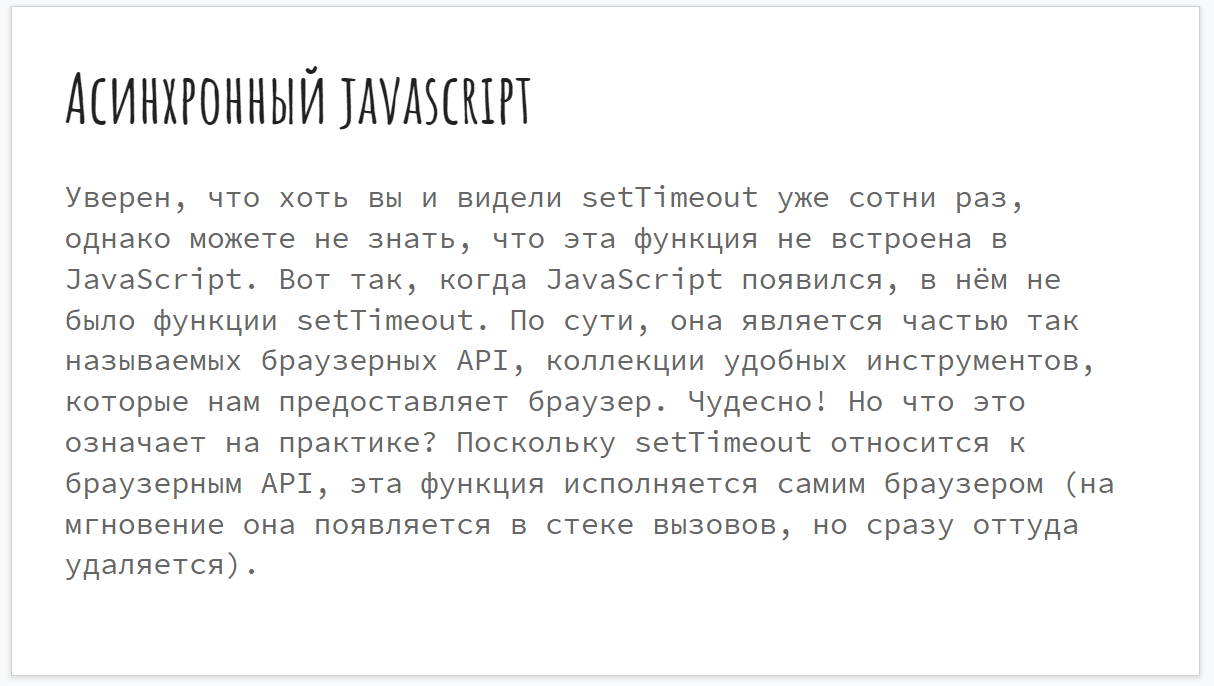 Асинхронный javascript
Уверен, что хоть вы и видели setTimeout уже сотни раз,
однако можете не знать, что эта функция не встроена в
JavaScript. Вот так, когда JavaScript появился, в нём не
было функции setTimeout. По сути, она является частью так
называемых браузерных API, коллекции удобных инструментов,
которые нам предоставляет браузер. Чудесно! Но что это
означает на практике? Поскольку setTimeout относится к
браузерным API, эта функция исполняется самим браузером (на
мгновение она появляется в стеке вызовов, но сразу оттуда
удаляется).